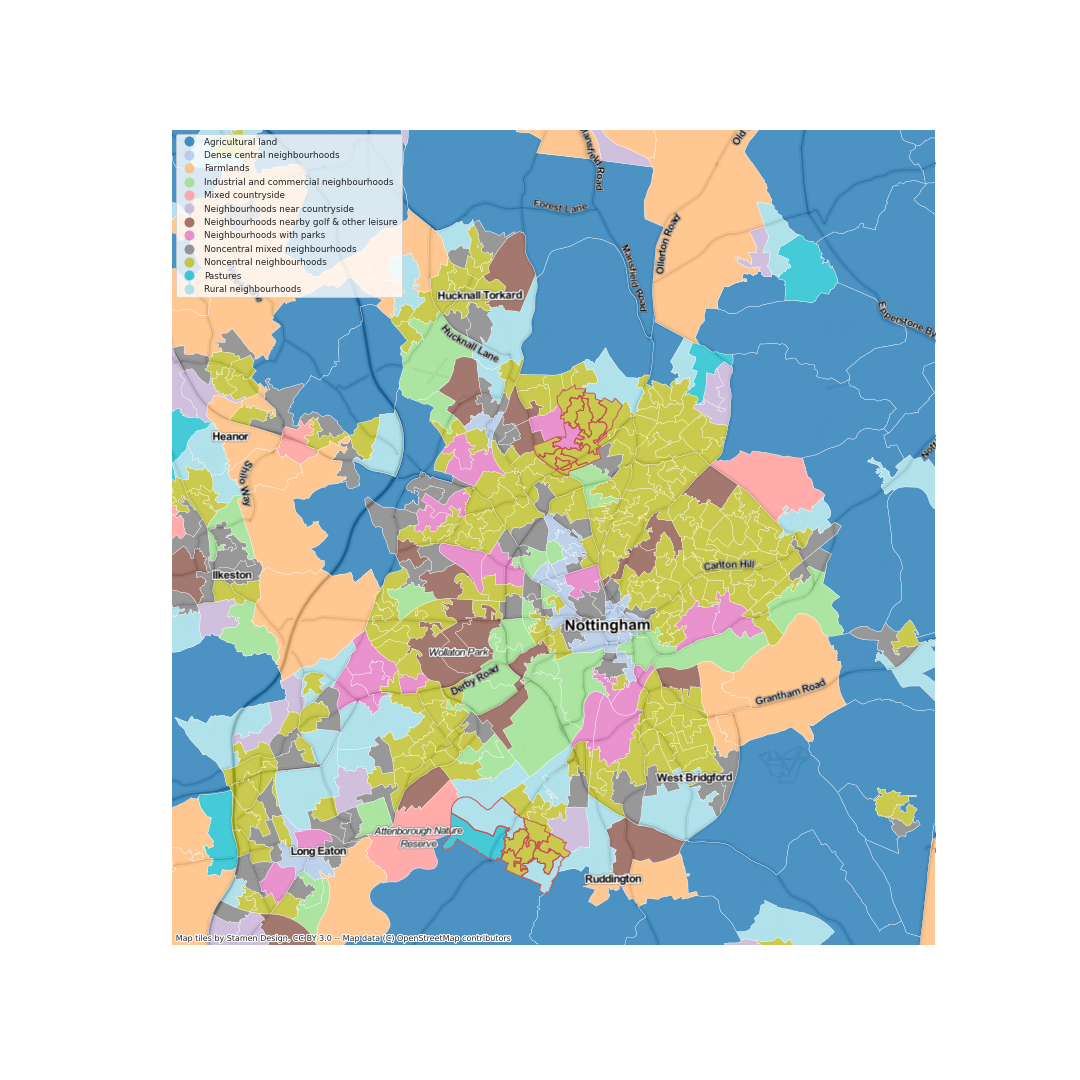 Agricultural land
Dense central neighbourhoods
Farmlands
Industrial and commercial neighbourhoods
Mixed countryside
Neighbourhoods near countryside
Neighbourhoods nearby golf & other leisure
Neighbourhoods with parks
Noncentral mixed neighbourhoods
Noncentral neighbourhoods
Pastures
Rural neighbourhoods
Mansfield Road
Old
Forest Lane
Ollerton Road
Mansfield Road
Hucknall Torkard
Epperstone By
Hucknall Lane
Heanor
Shilo Way
Ilkeston
Carlton Hill
Nottingham
Wollaton Park
Derby Road
Grantham Road
West Bridgford
Attenborough Nature
Reserve
Long Eaton
Ruddington
Map tiles by Stamen Design, CC BY 3.0 -- Map data (C) OpenStreetMap contributors